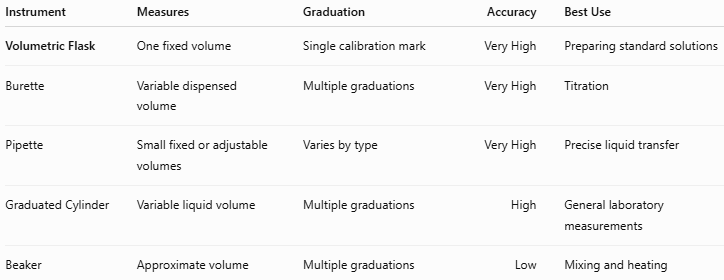 Instrument Measures Graduation Accuracy Best Use
Volumetric Flask One fixed volume Single calibration mark Very High Preparing standard solutions
Burette Variable dispensed volume Multiple graduations Very High Titration
Pipette Small fixed or adjustable volumes Varies by type Very High Precise liquid transfer
Graduated Cylinder Variable liquid volume Multiple graduations High General laboratory measurements
Beaker Approximate volume Multiple graduations Low Mixing and heating